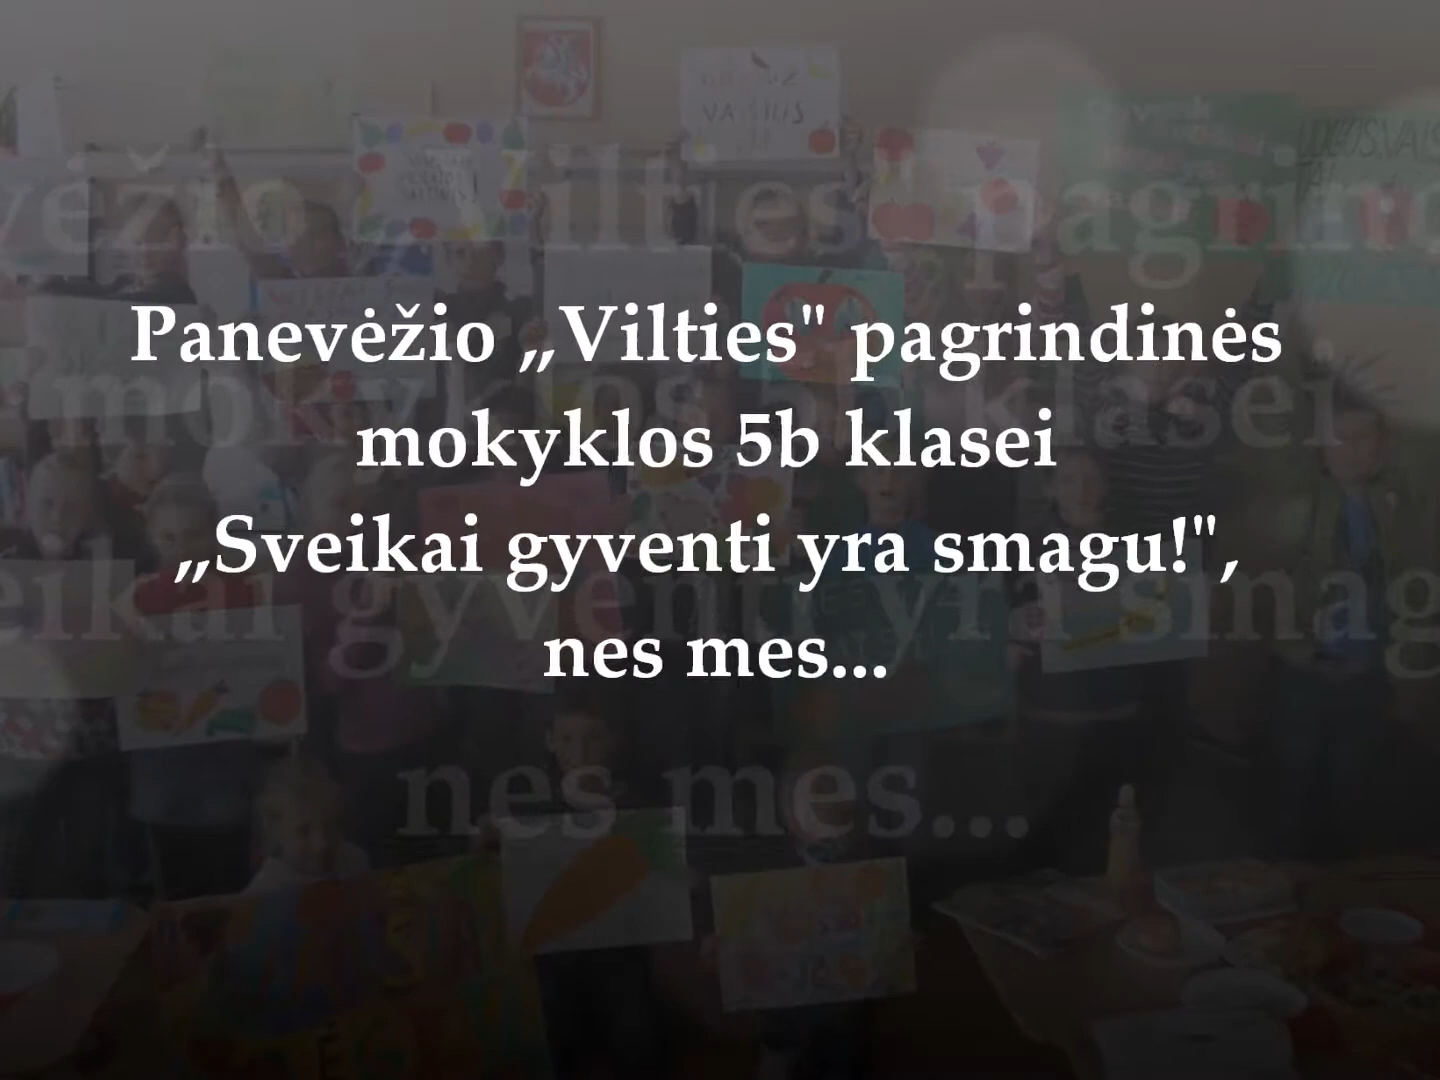 Panevėžio „Vilties" pagrindinės
mokyklos 5b klasei
„Sveikai gyventi yra smagu!",
nes mes...